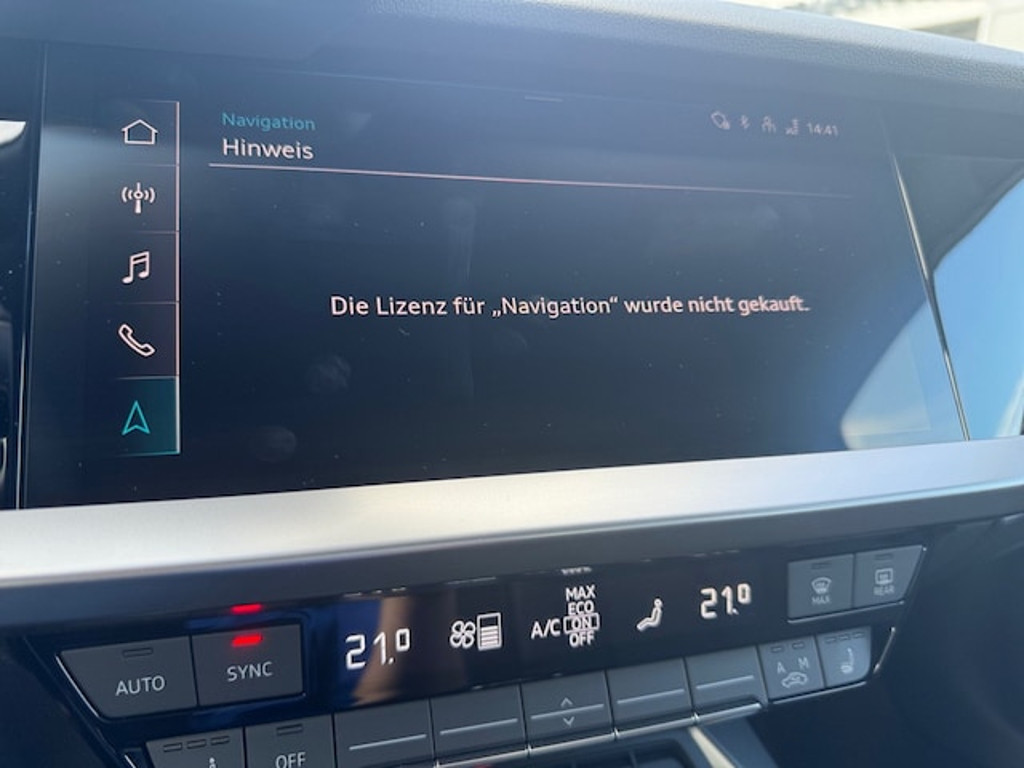 Navigation
14:41
Hinweis
Die Lizenz für „Navigation“ wurde nicht gekauft.
MAX
ECO
A/C ON
OFF
21.0
21.0
MAX
REAR
AUTO
SYNC
A M
OFF